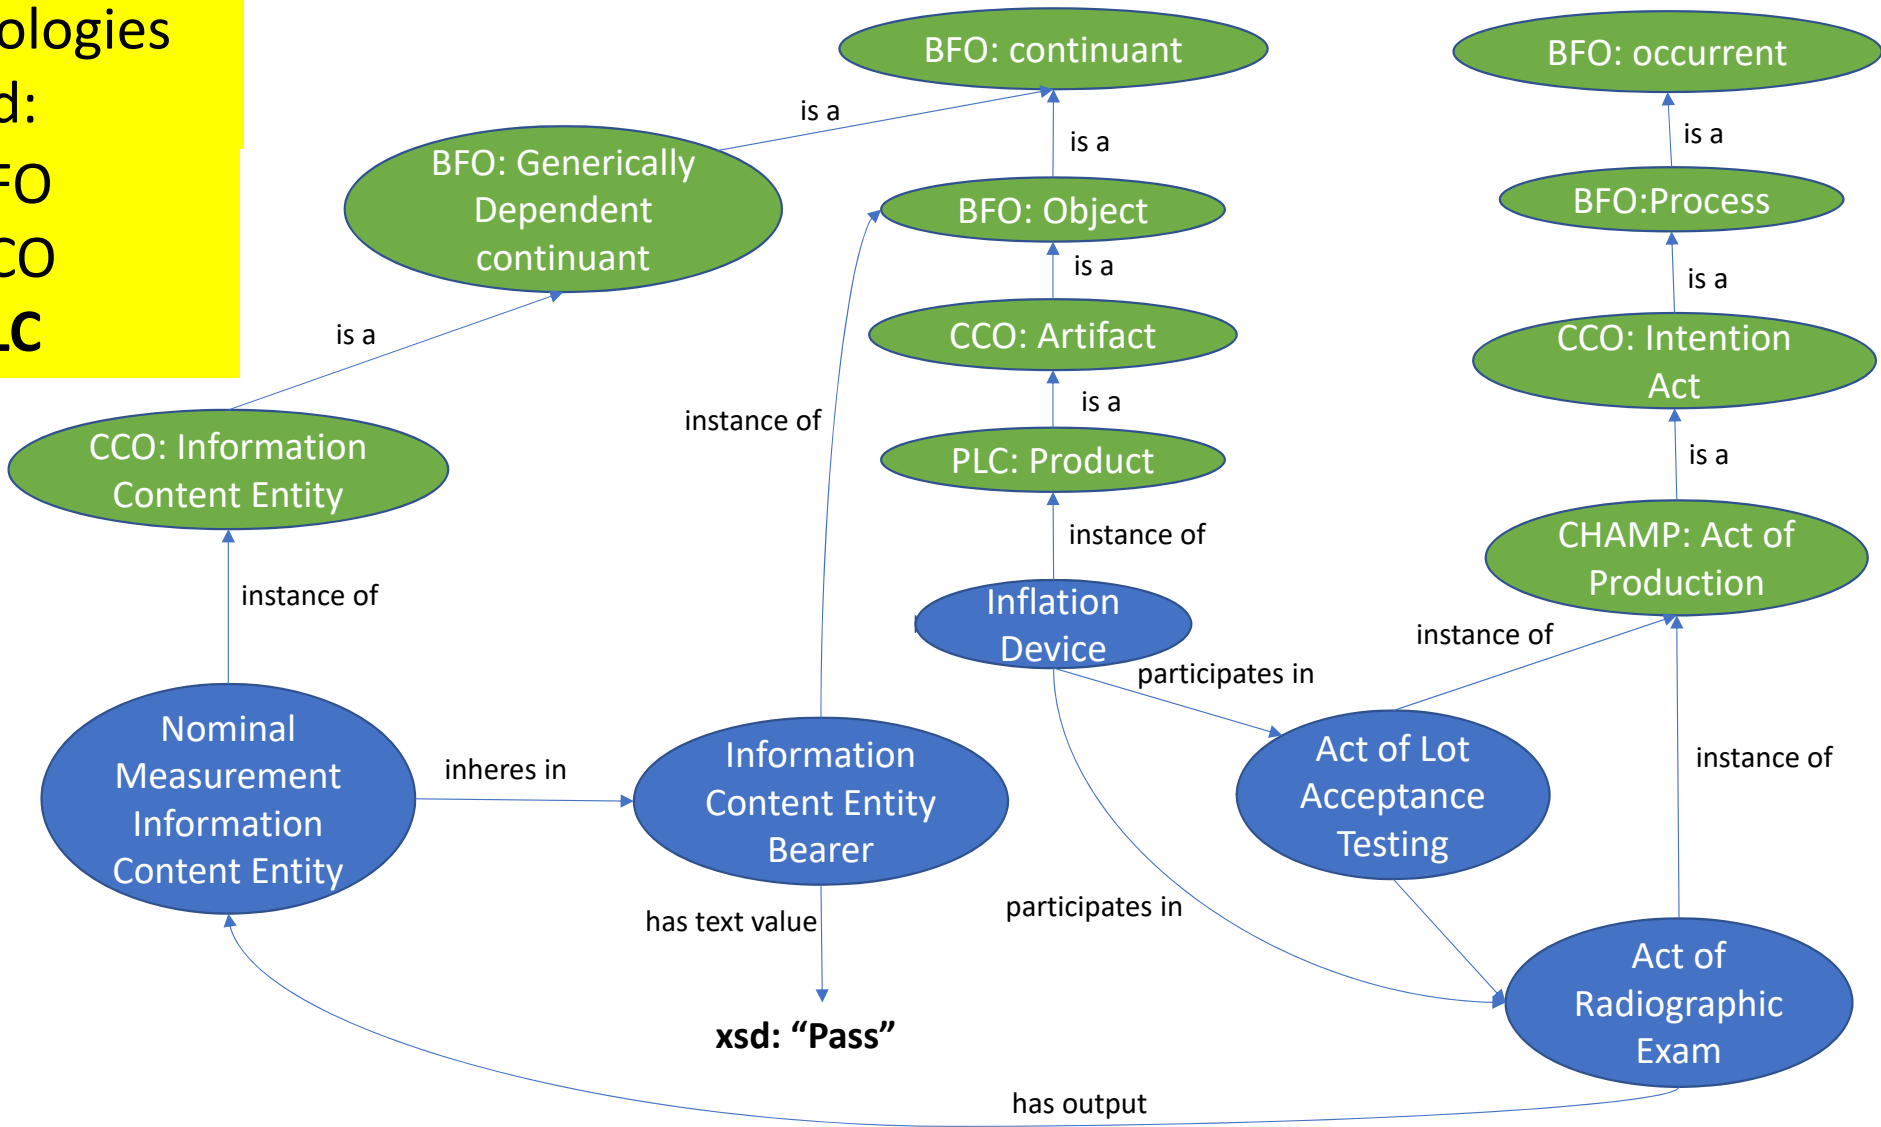 ologies
d:
FO
CO
LC
BFO: continuant
BFO: occurrent
is a
is a
is a
BFO: Generically
Dependent
continuant
BFO: Object
BFO:Process
is a
is a
is a
CCO: Artifact
CCO: Intention
Act
instance of
is a
is a
CCO: Information
Content Entity
PLC: Product
instance of
instance of
CHAMP: Act of
Production
Inflation
Device
instance of
participates in
Nominal
Measurement
Information
Content Entity
inheres in
Information
Content Entity
Bearer
Act of Lot
Acceptance
Testing
instance of
has text value
participates in
Act of
Radiographic
Exam
xsd: “Pass”
has output